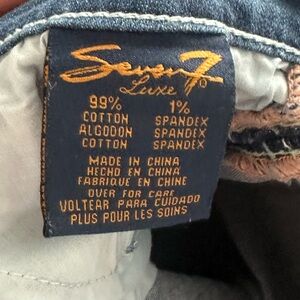 Seven7
Luxe
99% 1%
COTTON SPANDEX
ALGODON SPANDEX
COTTON SPANDEX
MADE IN CHINA
HECHO EN CHINA
FABRIQUE EN CHINE
OVER FOR CARE
VOLTEAR PARA CUIDADO
PLUS POUR LES SOINS